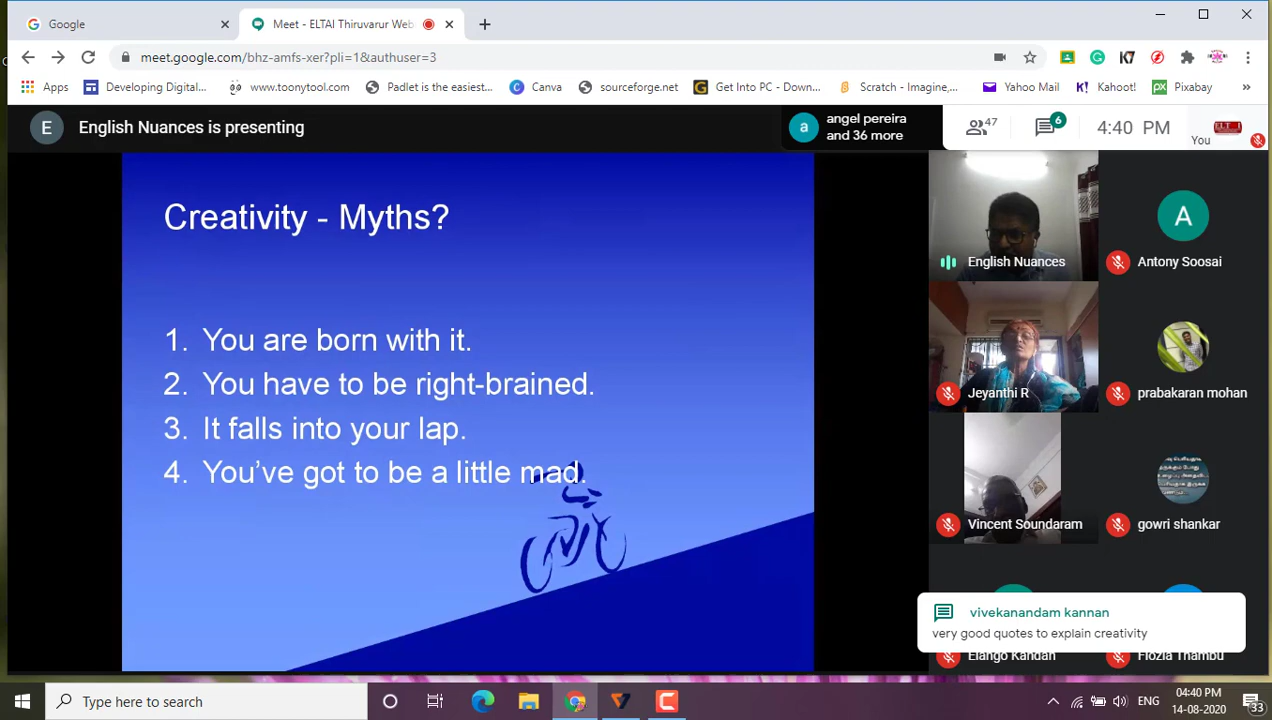 Google
Meet - ELTAI Thiruvarur Web
meet.google.com/bhz-amfs-xer?pli=1&authuser=3
Apps
Developing Digital...
www.toonytool.com
Padlet is the easiest...
Canva
sourceforge.net
Get Into PC - Down...
Scratch - Imagine,...
Yahoo Mail
Kahoot!
Pixabay
E
English Nuances is presenting
a
angel pereira
and 36 more
47
6
4:40 PM
You
Creativity - Myths?
1. You are born with it.
2. You have to be right-brained.
3. It falls into your lap.
4. You've got to be a little mad.
English Nuances
A
Antony Soosai
Jeyanthi R
prabakaran mohan
Vincent Soundaram
gowri shankar
vivekanandam kannan
very good quotes to explain creativity
Elango Kandan
Flozia Thambu
Type here to search
ENG
04:40 PM
14-08-2020
33